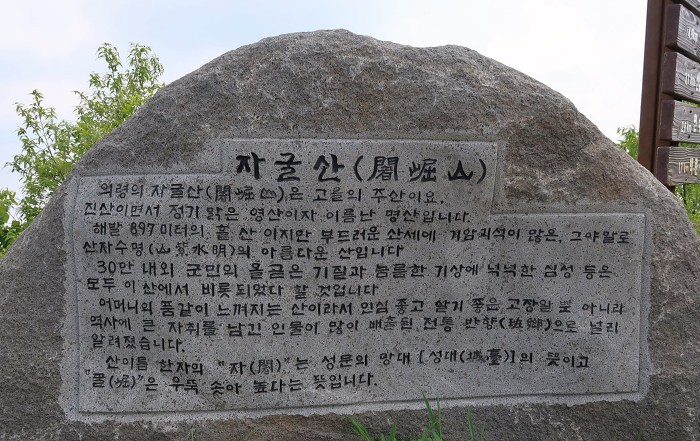 자굴산(闍崛山)
의령의 자굴산(闍崛山)은 고을의 주산이요,
진산이면서 정기 맑은 영산이자 이름난 명산입니다.
해발 897미터의 홀 산 이지만 부드러운 산세에 기암괴석이 많은, 그야말로
산자수명(山紫水明)의 아름다운 산입니다
30만 내외 군민의 올곧은 기질과 늠름한 기상에 넉넉한 심성 등은
모두 이 산에서 비롯되었다 할 것입니다
어머니의 품같이 느껴지는 산이라서 인심 좋고 살기 좋은 고장일 뿐 아니라
역사에 큰 자취를 남긴 인물이 많이 배출된 전통 반향(班鄕)으로 널리
알려졌습니다.
산이름 한자의 "자(闍)"는 성문의 망대 [성대(城臺)]의 뜻이고
"굴(崛)"은 우뚝 솟아 높다는 뜻입니다.